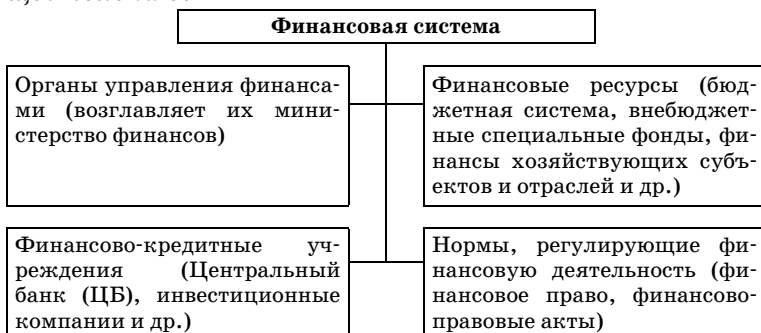 Финансовая система
Органы управления финанса-
ми (возглавляет их мини-
стерство финансов)
Финансовые ресурсы (бюд-
жетная система, внебюджет-
ные специальные фонды, фи-
нансы хозяйствующих субъ-
ектов и отраслей и др.)
Финансово-кредитные уч-
реждения (Центральный
банк (ЦБ), инвестиционные
компании и др.)
Нормы, регулирующие фи-
нансовую деятельность (фи-
нансовое право, финансово-
правовые акты)